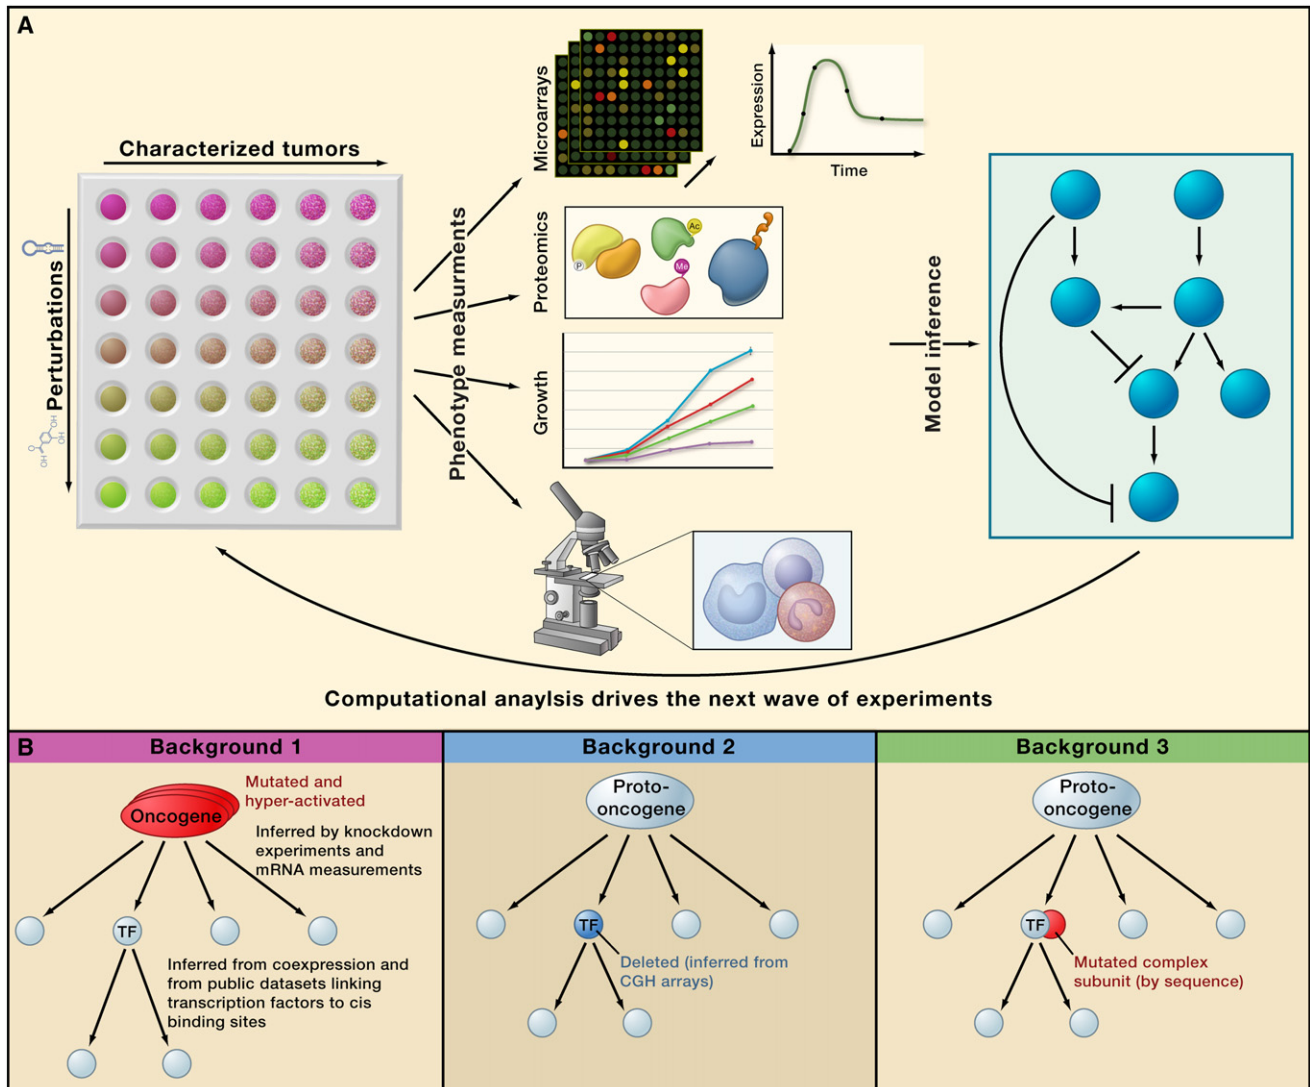 A
Characterized tumors
Perturbations
HO
OH
O
HO
Phenotype measurments
Microarrays
Expression
Time
Proteomics
P
Ac
Me
Growth
Model inference
Computational anaylsis drives the next wave of experiments
B
Background 1
Mutated and
hyper-activated
Oncogene
Inferred by knockdown
experiments and
mRNA measurements
TF
Inferred from coexpression and
from public datasets linking
transcription factors to cis
binding sites
Background 2
Proto-
oncogene
TF
Deleted (inferred from
CGH arrays)
Background 3
Proto-
oncogene
TF
Mutated complex
subunit (by sequence)